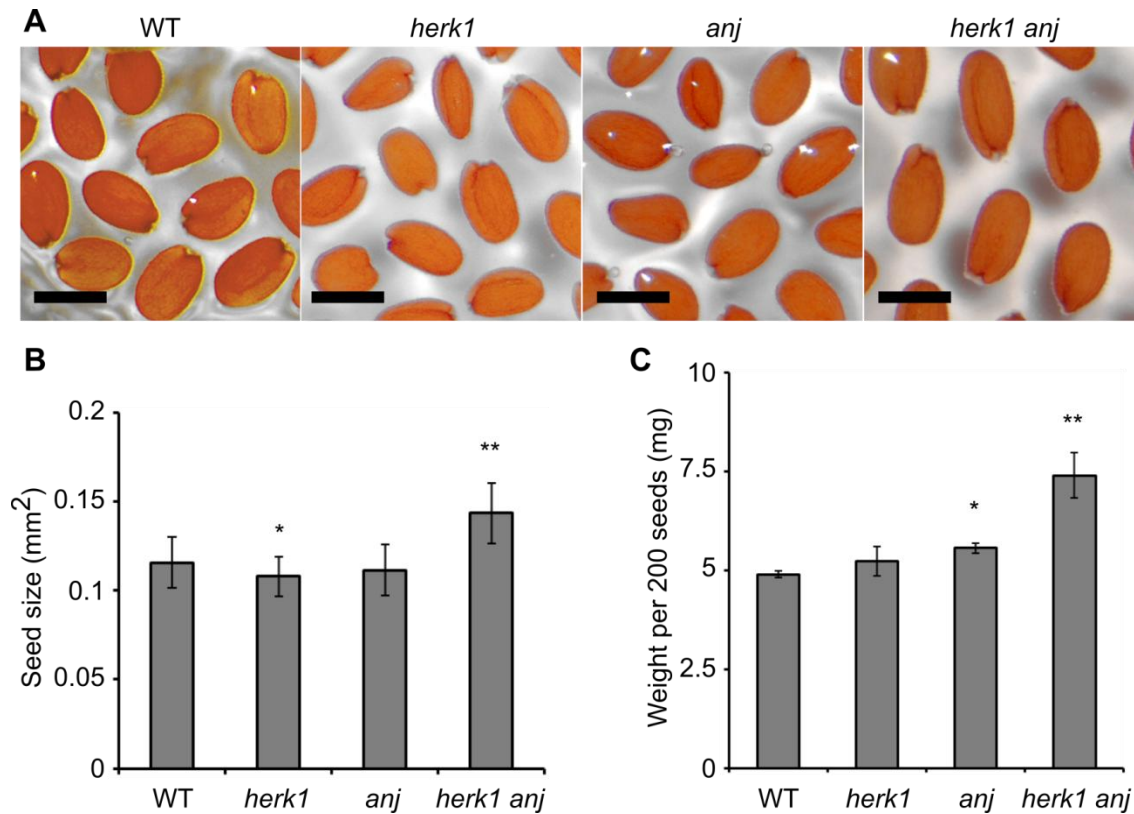 A
WT herk1 anj herk1 anj
B
Seed size (mm2)
0.2
0.15
0.1
0.05
0
*
**
WT herk1 anj herk1 anj
C
Weight per 200 seeds (mg)
10
7.5
5
2.5
0
*
**
WT herk1 anj herk1 anj